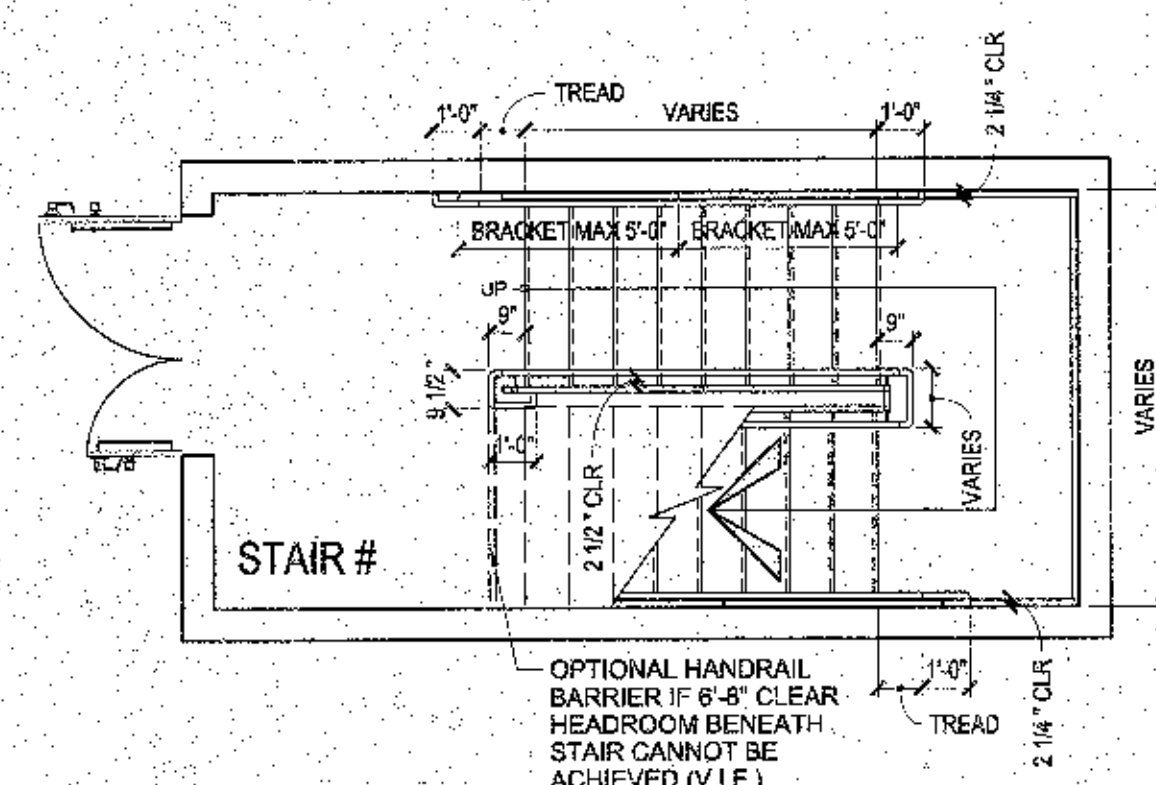 TREAD
1'-0"
VARIES
1'-0"
2 1/4" CLR
BRACKET MAX 5'-0"
BRACKET MAX 5'-0"
UP
9"
9"
9 1/2"
1'-0"
2 1/2" CLR
VARIES
VARIES
STAIR #
OPTIONAL HANDRAIL
BARRIER IF 6'-8" CLEAR
HEADROOM BENEATH
STAIR CANNOT BE
ACHIEVED (V.I.F.)
1'-0"
TREAD
2 1/4" CLR